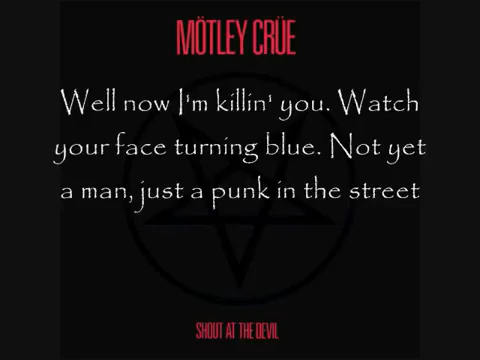 MÖTLEY CRÜE
Well now I'm killin' you. Watch
your face turning blue. Not yet
a man, just a punk in the street
SHOUT AT THE DEVIL